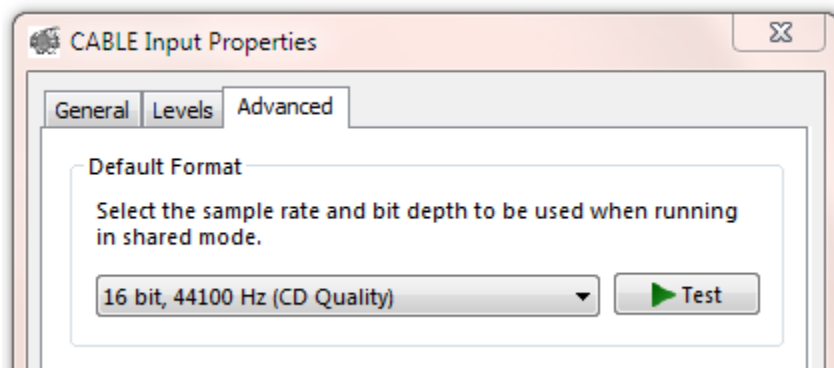 CABLE Input Properties
General Levels Advanced
Default Format
Select the sample rate and bit depth to be used when running
in shared mode.
16 bit, 44100 Hz (CD Quality) Test